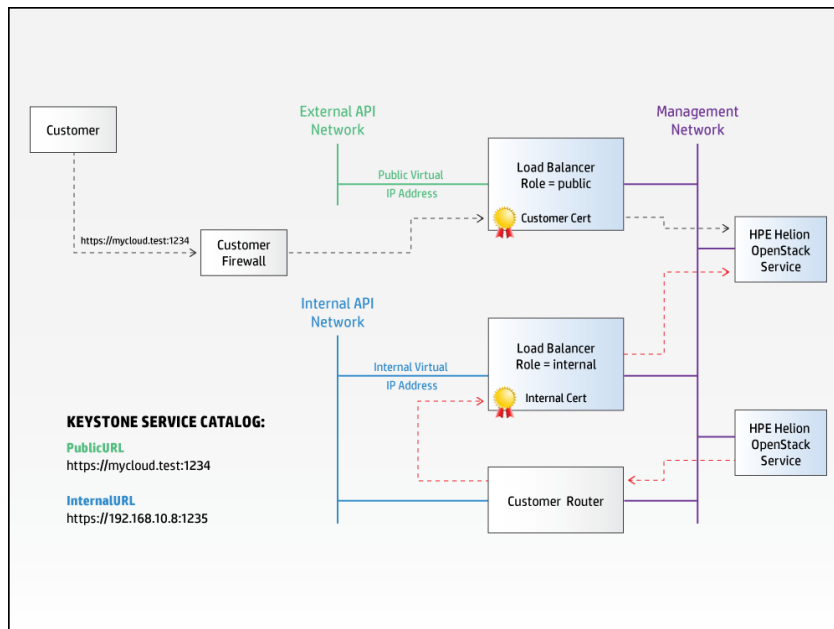 External API
Network
Management
Network
Customer
Load Balancer
Role = public
Public Virtual
IP Address
Customer Cert
https://mycloud.test:1234
Customer
Firewall
HPE Helion
OpenStack
Service
Internal API
Network
Load Balancer
Role = internal
Internal Virtual
IP Address
Internal Cert
KEYSTONE SERVICE CATALOG:
PublicURL
https://mycloud.test:1234
InternalURL
https://192.168.10.8:1235
HPE Helion
OpenStack
Service
Customer Router